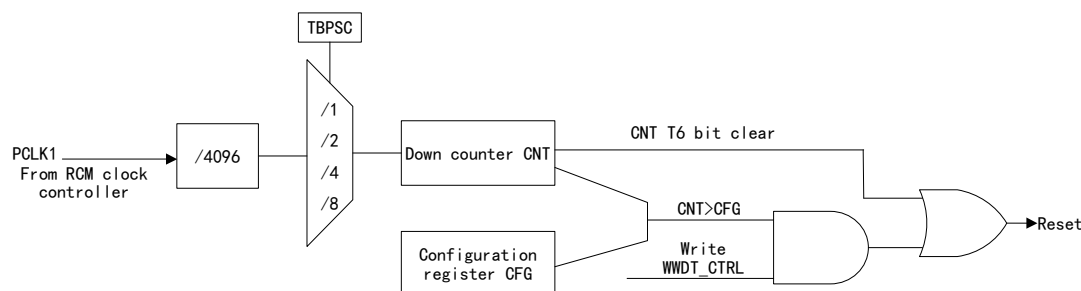 TBPSC
/1
/2
/4
/8
PCLK1
From RCM clock
controller
/4096
Down counter CNT
CNT T6 bit clear
CNT>CFG
Configuration
register CFG
Write
WWDT_CTRL
Reset